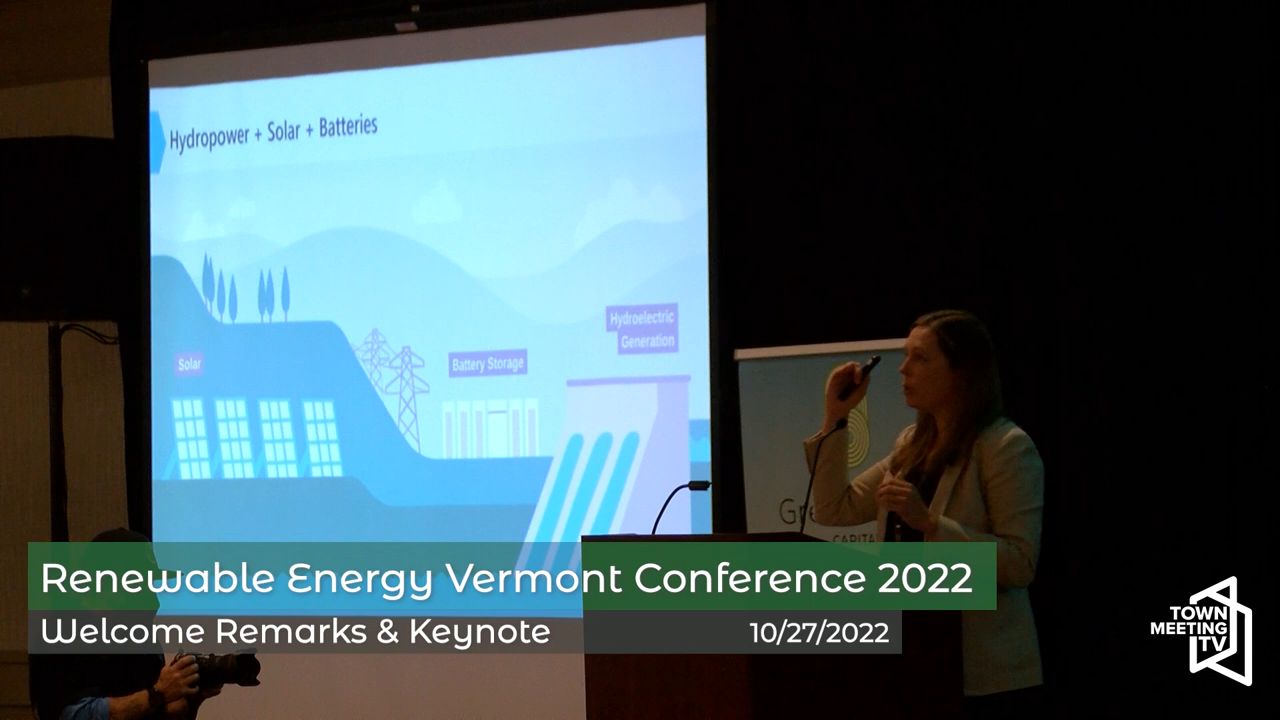 Hydropower + Solar + Batteries
Hydroelectric
Generation
Solar
Battery Storage
Gre
CAPITA
Renewable Energy Vermont Conference 2022
Welcome Remarks & Keynote
10/27/2022
TOWN
MEETING
TV